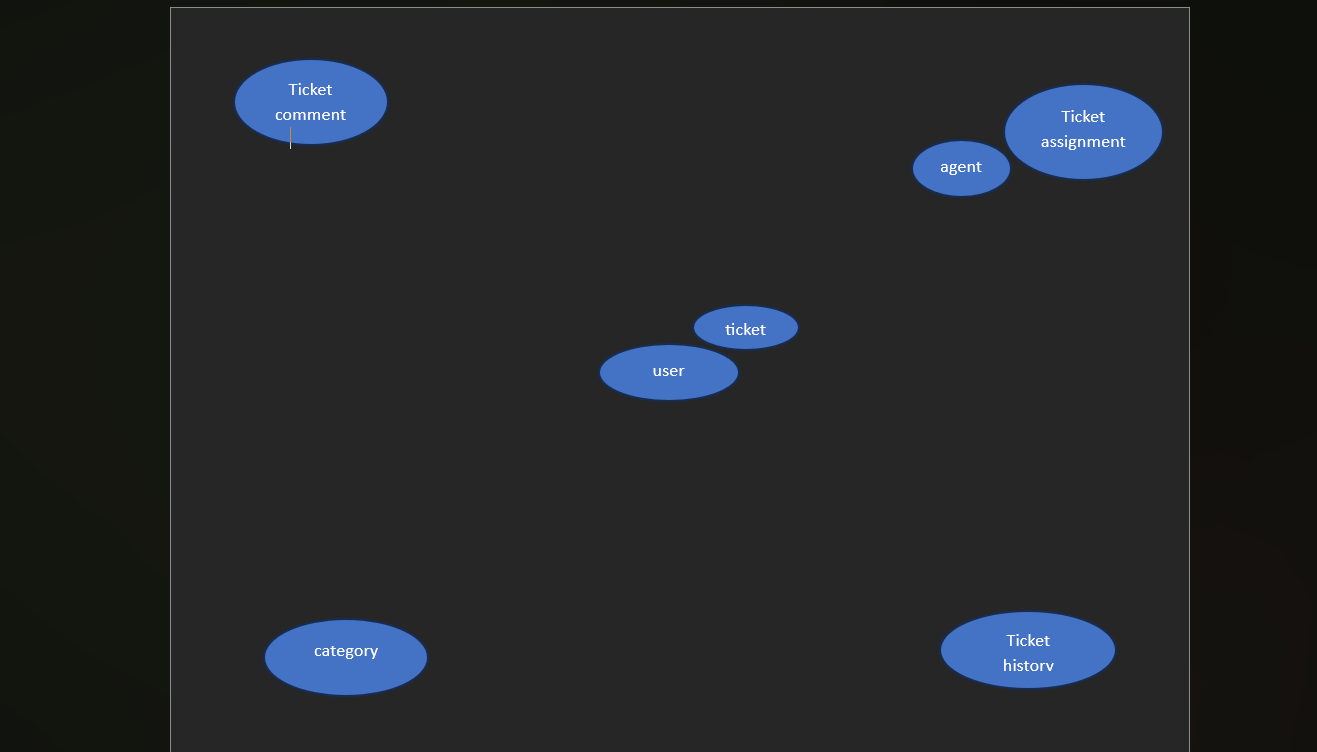 Ticket
comment
Ticket
assignment
agent
ticket
user
category
Ticket
history